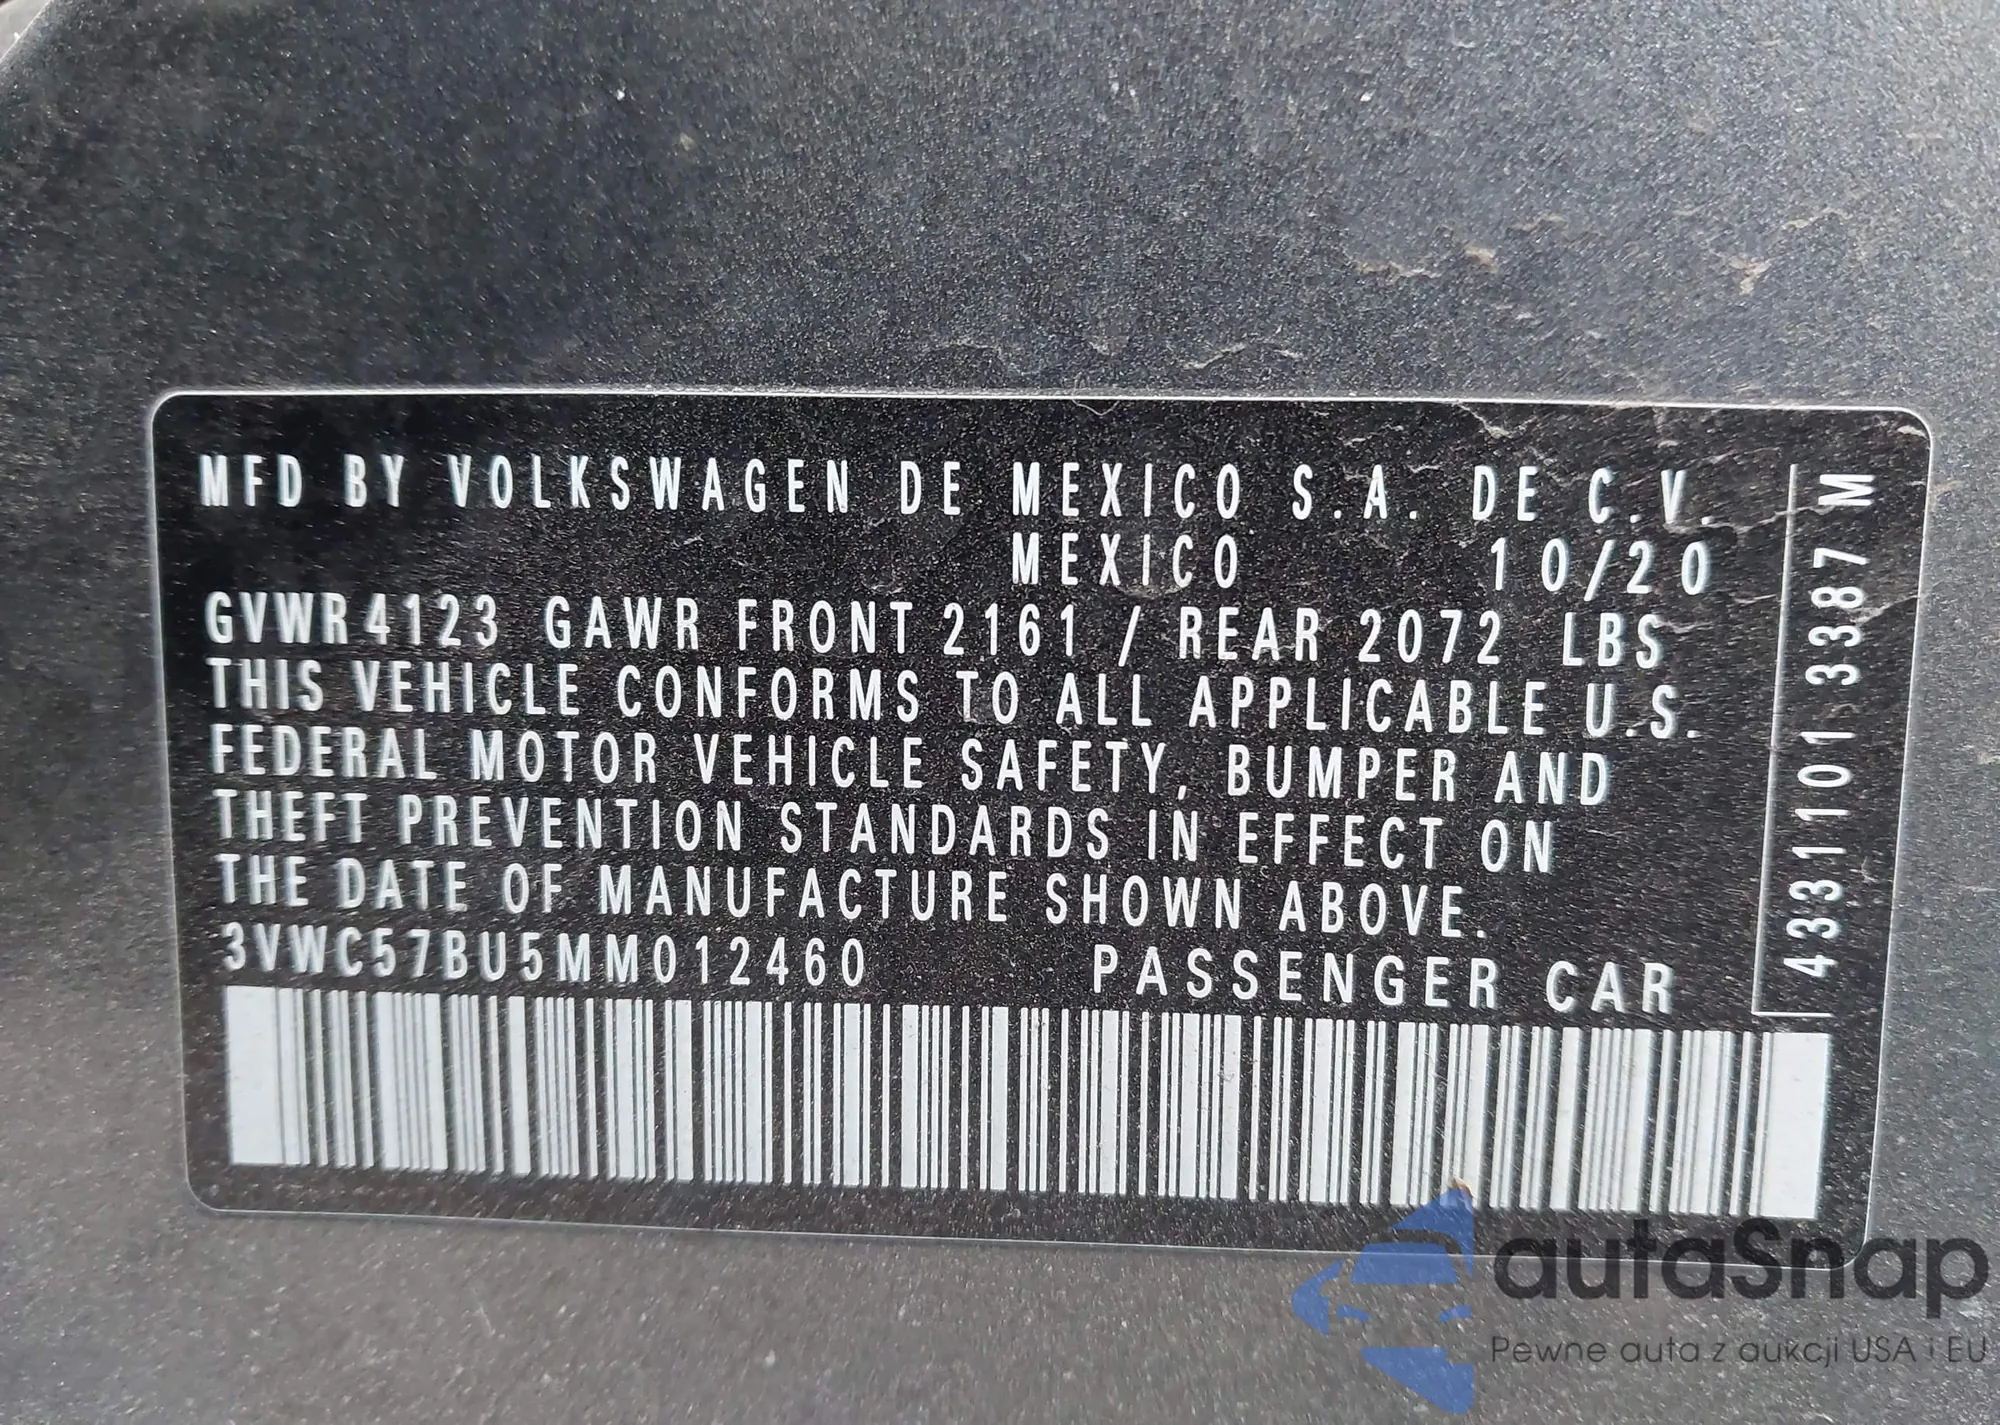 MFD BY VOLKSWAGEN DE MEXICO S.A. DE C.V.
MEXICO 10/20
GVWR 4123 GAWR FRONT 2161 / REAR 2072 LBS
THIS VEHICLE CONFORMS TO ALL APPLICABLE U.S.
FEDERAL MOTOR VEHICLE SAFETY, BUMPER AND
THEFT PREVENTION STANDARDS IN EFFECT ON
THE DATE OF MANUFACTURE SHOWN ABOVE.
3VWC57BU5MM012460 PASSENGER CAR
4331101 3387 M
autaSnap
Pewne auta z aukcji USA i EU